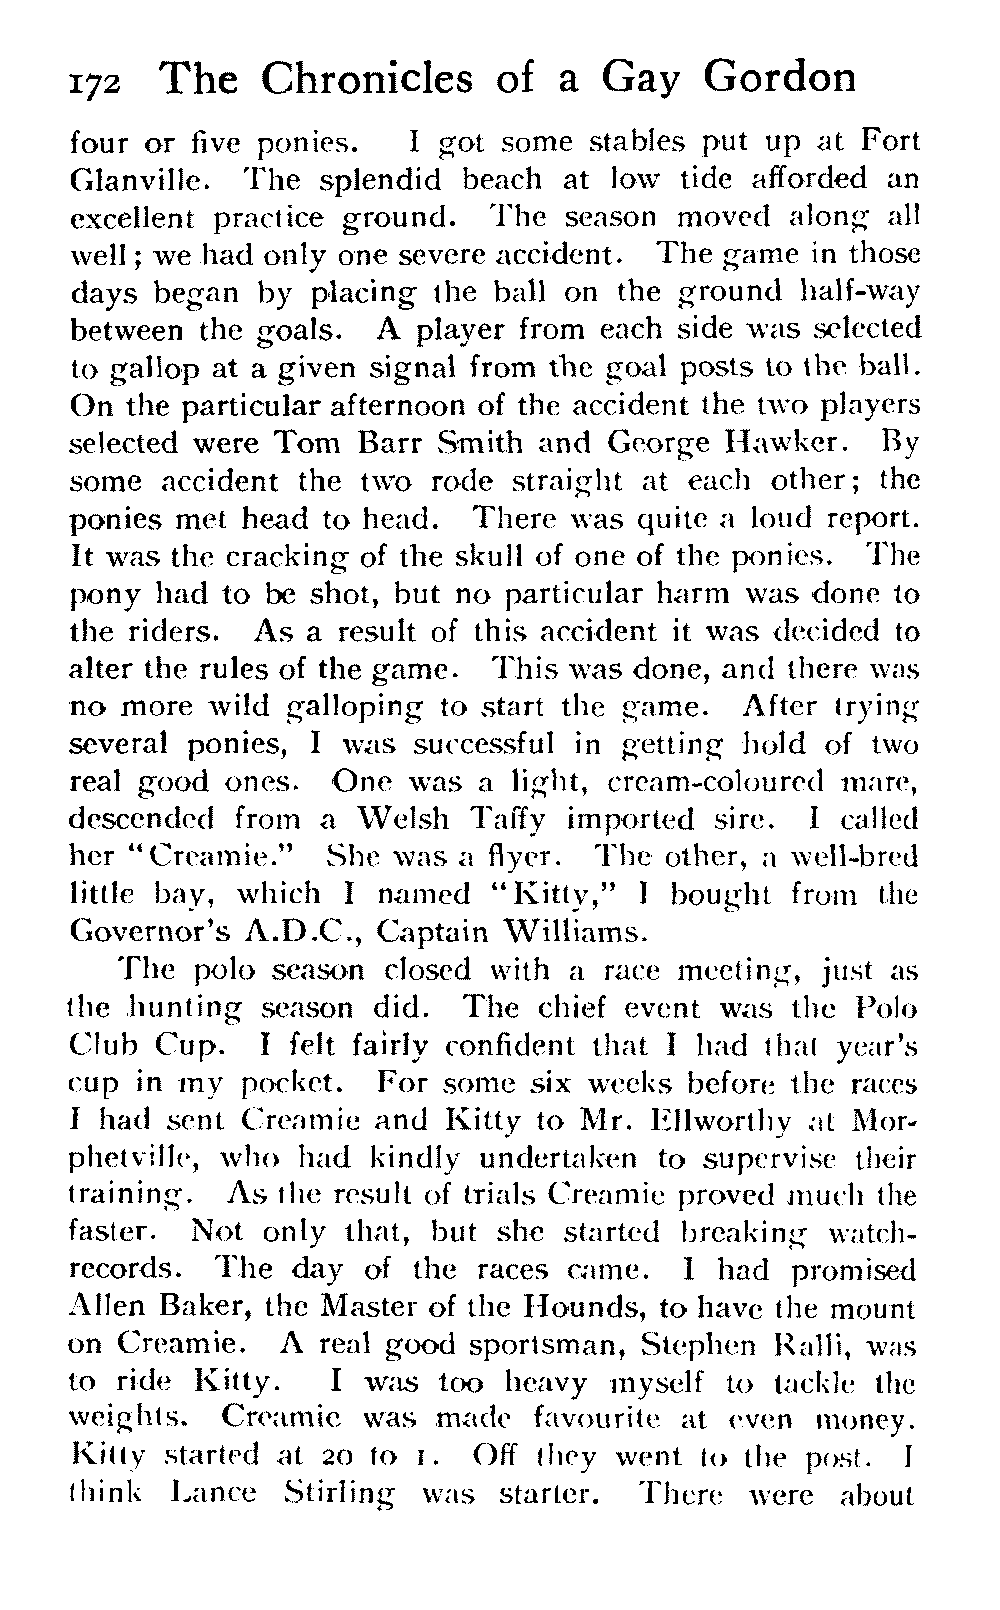 172 The Chronicles of a Gay Gordon
four or five ponies. I got some stables put up at Fort
Glanville. The splendid beach at low tide afforded an
excellent practice ground. The season moved along all
well; we had only one severe accident. The game in those
days began by placing the ball on the ground half-way
between the goals. A player from each side was selected
to gallop at a given signal from the goal posts to the ball.
On the particular afternoon of the accident the two players
selected were Tom Barr Smith and George Hawker. By
some accident the two rode straight at each other; the
ponies met head to head. There was quite a loud report.
It was the cracking of the skull of one of the ponies. The
pony had to be shot, but no particular harm was done to
the riders. As a result of this accident it was decided to
alter the rules of the game. This was done, and there was
no more wild galloping to start the game. After trying
several ponies, I was successful in getting hold of two
real good ones. One was a light, cream-coloured mare,
descended from a Welsh Taffy imported sire. I called
her "Creamie." She was a flyer. The other, a well-bred
little bay, which I named "Kitty," I bought from the
Governor's A.D.C., Captain Williams.
The polo season closed with a race meeting, just as
the hunting season did. The chief event was the Polo
Club Cup. I felt fairly confident that I had that year's
cup in my pocket. For some six weeks before the races
I had sent Creamie and Kitty to Mr. Ellworthy at Mor-
phetville, who had kindly undertaken to supervise their
training. As the result of trials Creamie proved much the
faster. Not only that, but she started breaking watch-
records. The day of the races came. I had promised
Allen Baker, the Master of the Hounds, to have the mount
on Creamie. A real good sportsman, Stephen Ralli, was
to ride Kitty. I was too heavy myself to tackle the
weights. Creamie was made favourite at even money.
Kitty started at 20 to 1. Off they went to the post. I
think Lance Stirling was starter. There were about